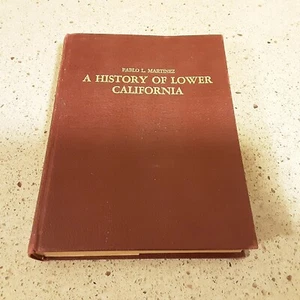 PABLO L. MARTINEZ
A HISTORY OF LOWER
CALIFORNIA